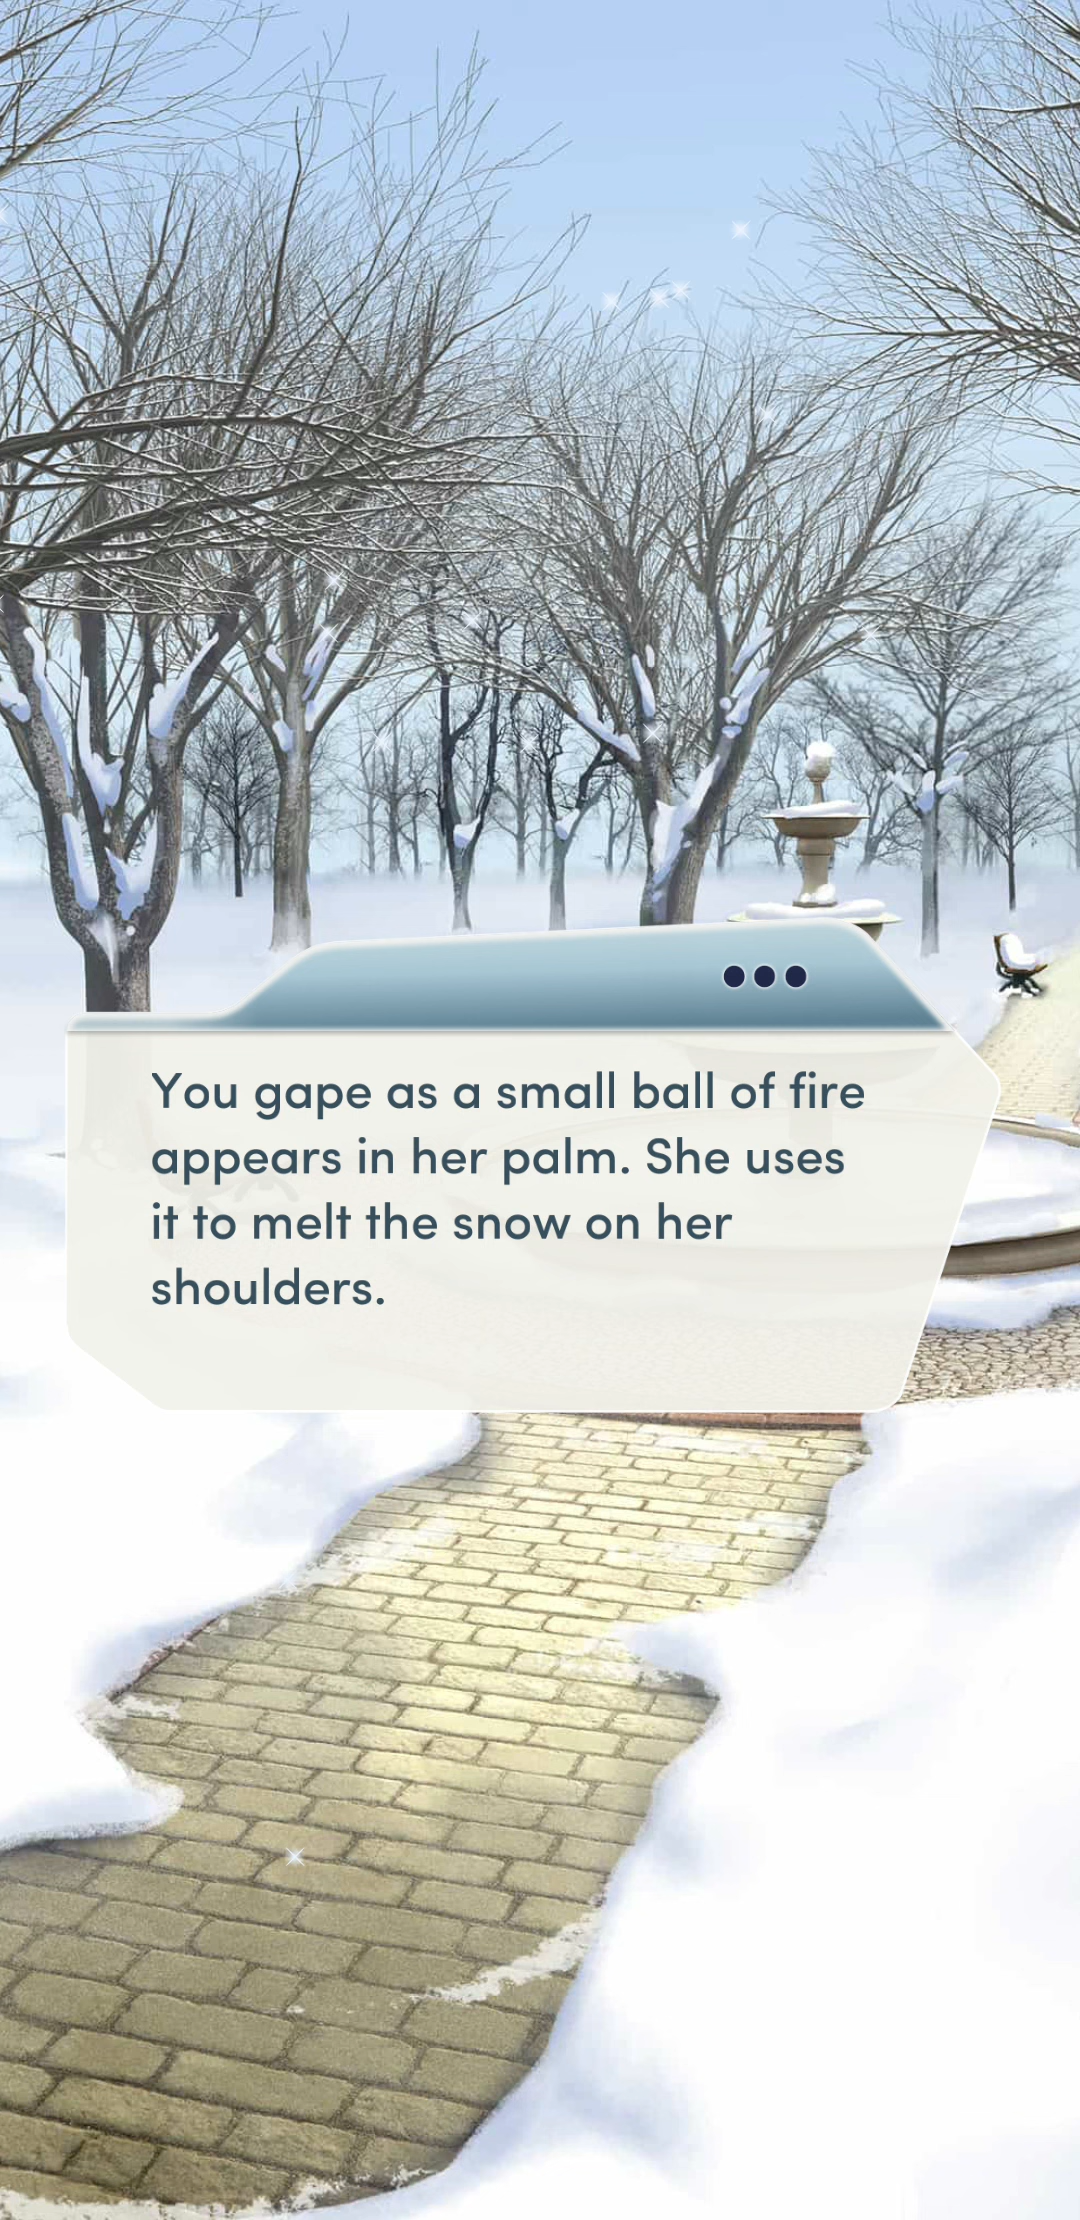 You gape as a small ball of fire
appears in her palm. She uses
it to melt the snow on her
shoulders.